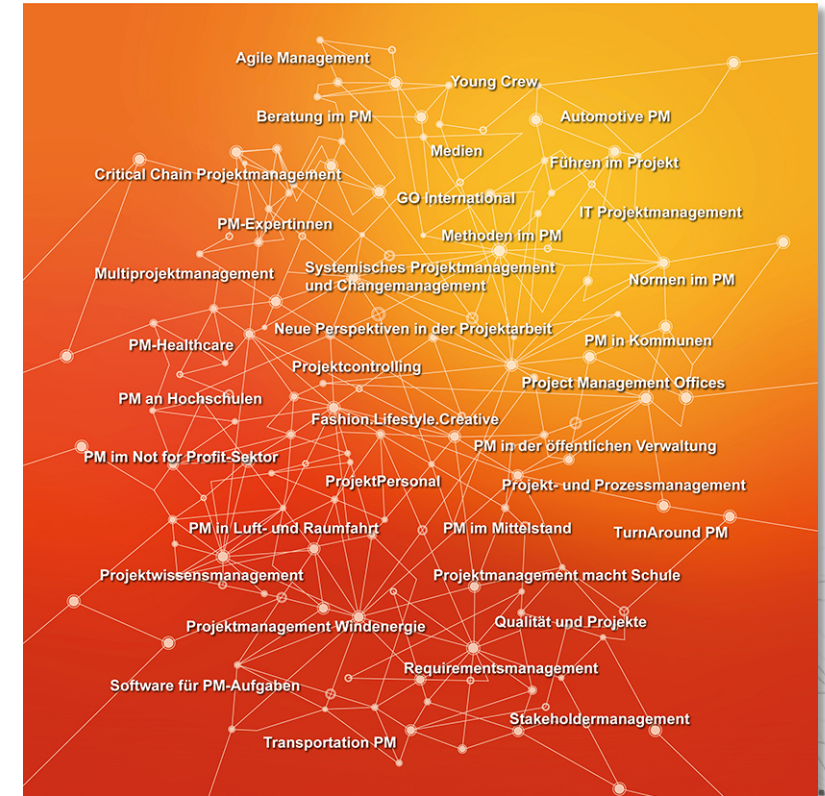 Agile Management
Young Crew
Beratung im PM
Automotive PM
Medien
Führen im Projekt
Critical Chain Projektmanagement
GO International
IT Projektmanagement
PM-Expertinnen
Methoden im PM
Multiprojektmanagement
Systemisches Projektmanagement
und Changemanagement
Normen im PM
Neue Perspektiven in der Projektarbeit
PM-Healthcare
PM in Kommunen
Projektcontrolling
Project Management Offices
PM an Hochschulen
Fashion.Lifestyle.Creative
PM in der öffentlichen Verwaltung
PM im Not for Profit-Sektor
ProjektPersonal
Projekt- und Prozessmanagement
PM in Luft- und Raumfahrt
PM im Mittelstand
TurnAround PM
Projektwissensmanagement
Projektmanagement macht Schule
Projektmanagement Windenergie
Qualität und Projekte
Requirementsmanagement
Software für PM-Aufgaben
Stakeholdermanagement
Transportation PM